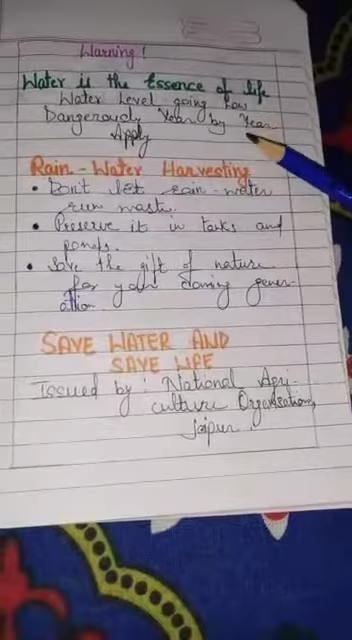 Warning!
Water is the Essence of life
Water Level going Low
Dangerously Year by Year
Apply
Rain-Water Harvesting
• Don't let rain-water
run waste.
• Preserve it in taks and
ponds.
• Save the gift of nature
for your coming gener-
ation.
SAVE WATER AND
SAVE LIFE
Issued by: National Agri-
culture Organisation,
Jaipur.